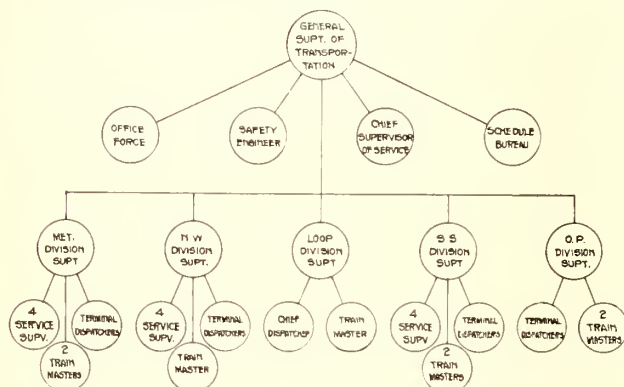 GENERAL
SUPT. OF
TRANSPOR-
TATION
OFFICE
FORCE
SAFETY
ENGINEER
CHIEF
SUPERVISOR
OF SERVICE
SCHEDULE
BUREAU
MET.
DIVISION
SUPT
N W
DIVISION
SUPT.
LOOP
DIVISION
SUPT
S S
DIVISION
SUPT
O.P.
DIVISION
SUPT.
4
SERVICE
SUPV.
2
TRAIN
MASTERS
TERMINAL
DISPATCHERS
4
SERVICE
SUPV.
TRAIN
MASTER
TERMINAL
DISPATCHERS
CHIEF
DISPATCHER
TRAIN
MASTER
4
SERVICE
SUPV
2
TRAIN
MASTERS
TERMINAL
DISPATCHERS
TERMINAL
DISPATCHERS
2
TRAIN
MASTERS